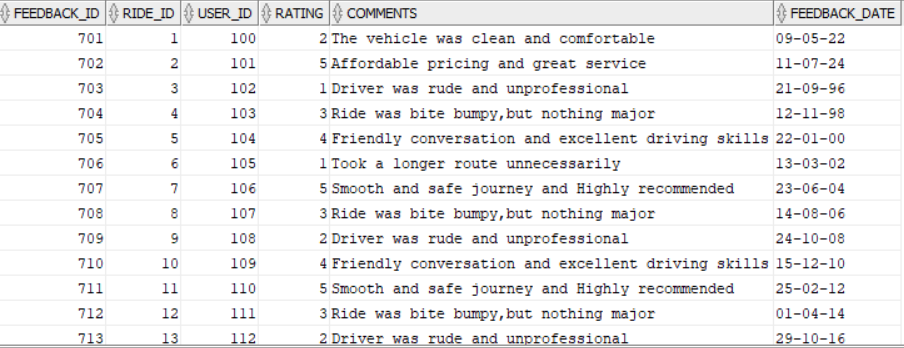 FEEDBACK_ID RIDE_ID USER_ID RATING COMMENTS FEEDBACK_DATE
701 1 100 2 The vehicle was clean and comfortable 09-05-22
702 2 101 5 Affordable pricing and great service 11-07-24
703 3 102 1 Driver was rude and unprofessional 21-09-96
704 4 103 3 Ride was bite bumpy,but nothing major 12-11-98
705 5 104 4 Friendly conversation and excellent driving skills 22-01-00
706 6 105 1 Took a longer route unnecessarily 13-03-02
707 7 106 5 Smooth and safe journey and Highly recommended 23-06-04
708 8 107 3 Ride was bite bumpy,but nothing major 14-08-06
709 9 108 2 Driver was rude and unprofessional 24-10-08
710 10 109 4 Friendly conversation and excellent driving skills 15-12-10
711 11 110 5 Smooth and safe journey and Highly recommended 25-02-12
712 12 111 3 Ride was bite bumpy,but nothing major 01-04-14
713 13 112 2 Driver was rude and unprofessional 29-10-16